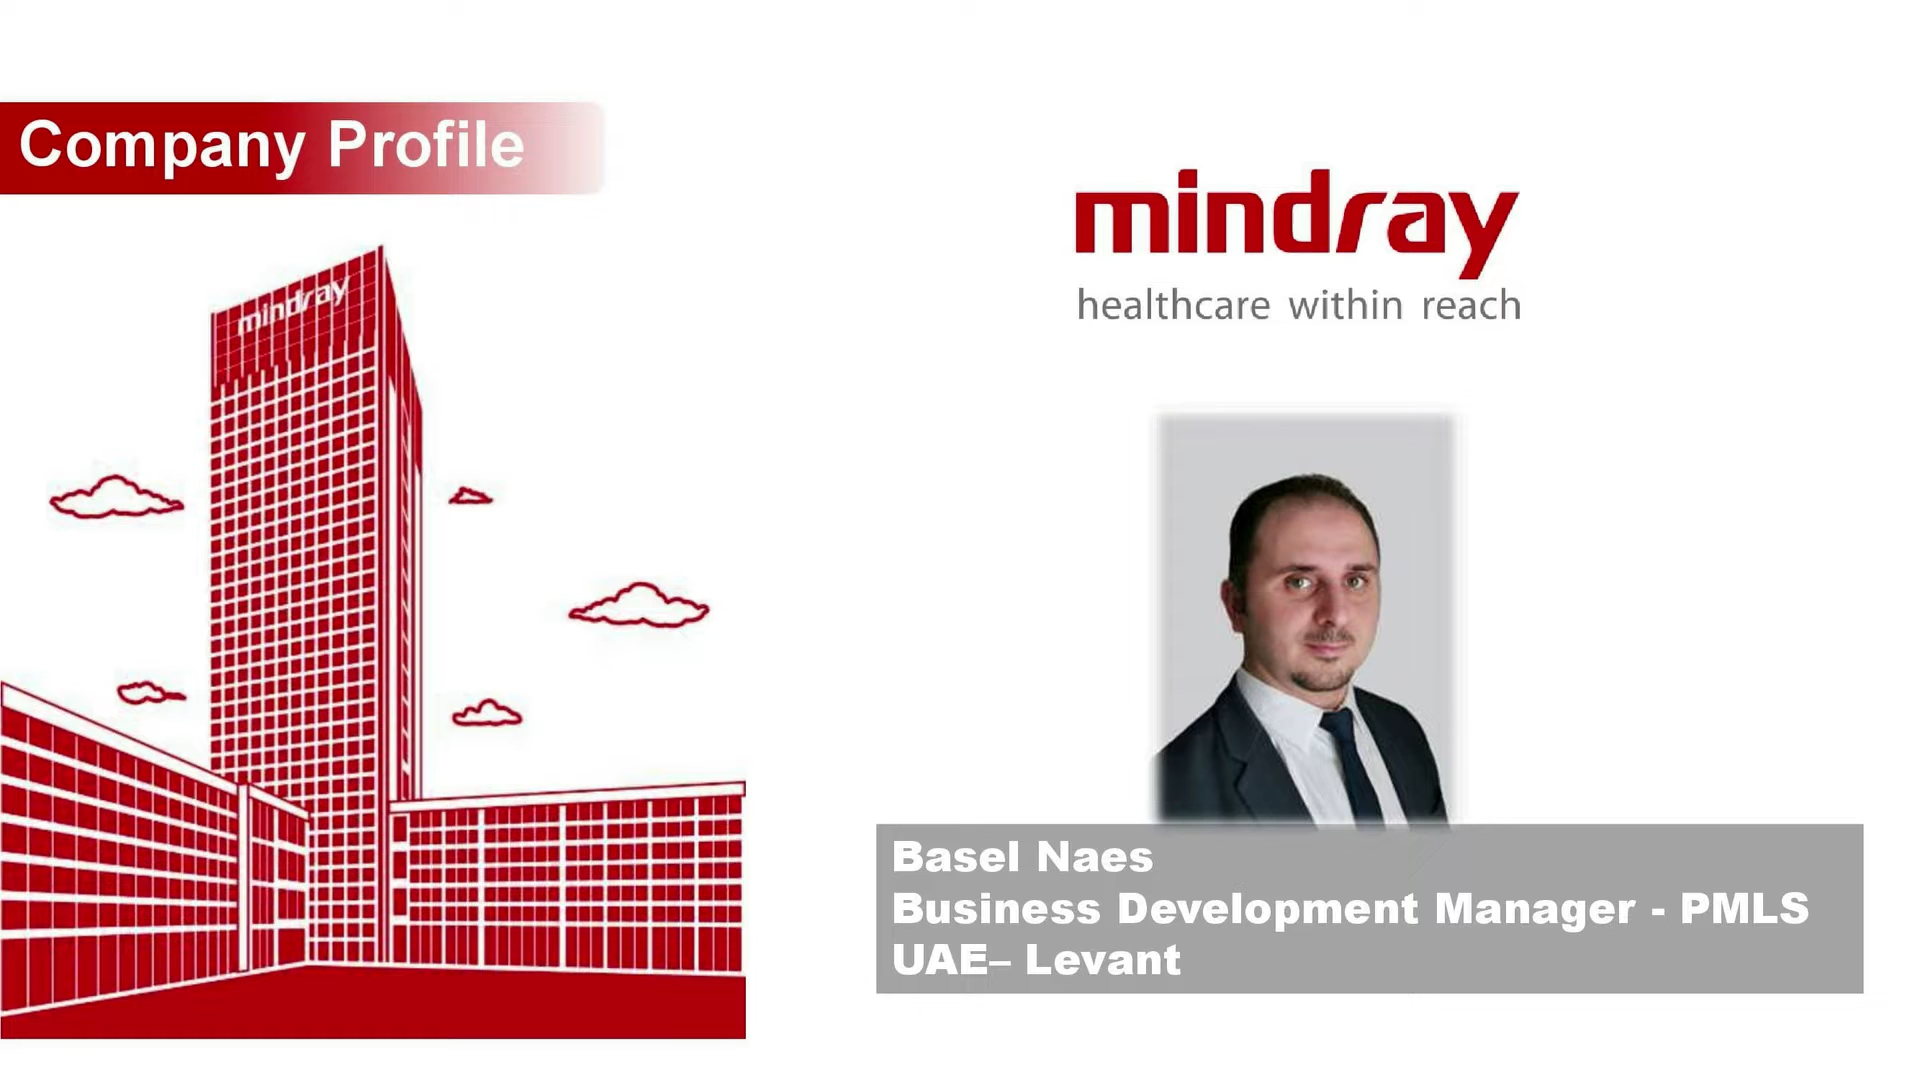 Company Profile
mindray
mindray
healthcare within reach
Basel Naes
Business Development Manager - PMLS
UAE– Levant